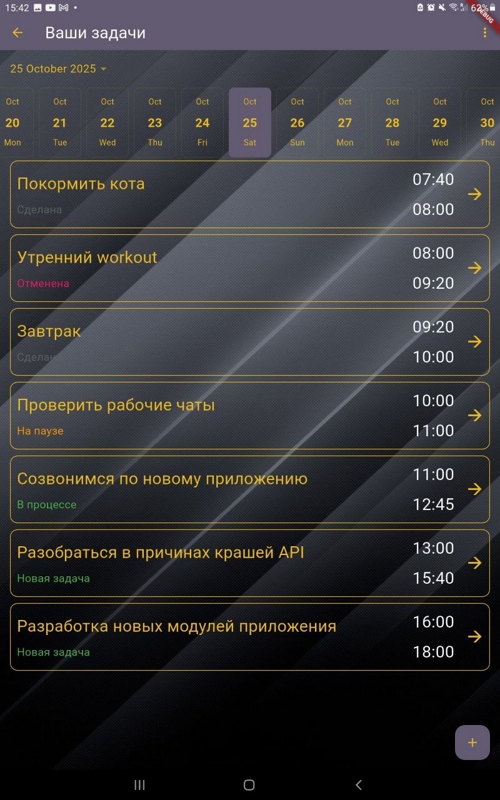 15:42
62%
DEBUG
Ваши задачи
25 October 2025
Oct Oct Oct Oct Oct Oct Oct Oct Oct Oct Oct
20 21 22 23 24 25 26 27 28 29 30
Mon Tue Wed Thu Fri Sat Sun Mon Tue Wed Thu
Покормить кота
07:40
Сделана
08:00
Утренний workout
08:00
Отменена
09:20
Завтрак
09:20
Сделана
10:00
Проверить рабочие чаты
10:00
На паузе
11:00
Созвонимся по новому приложению
11:00
В процессе
12:45
Разобраться в причинах крашей API
13:00
Новая задача
15:40
Разработка новых модулей приложения
16:00
Новая задача
18:00
+